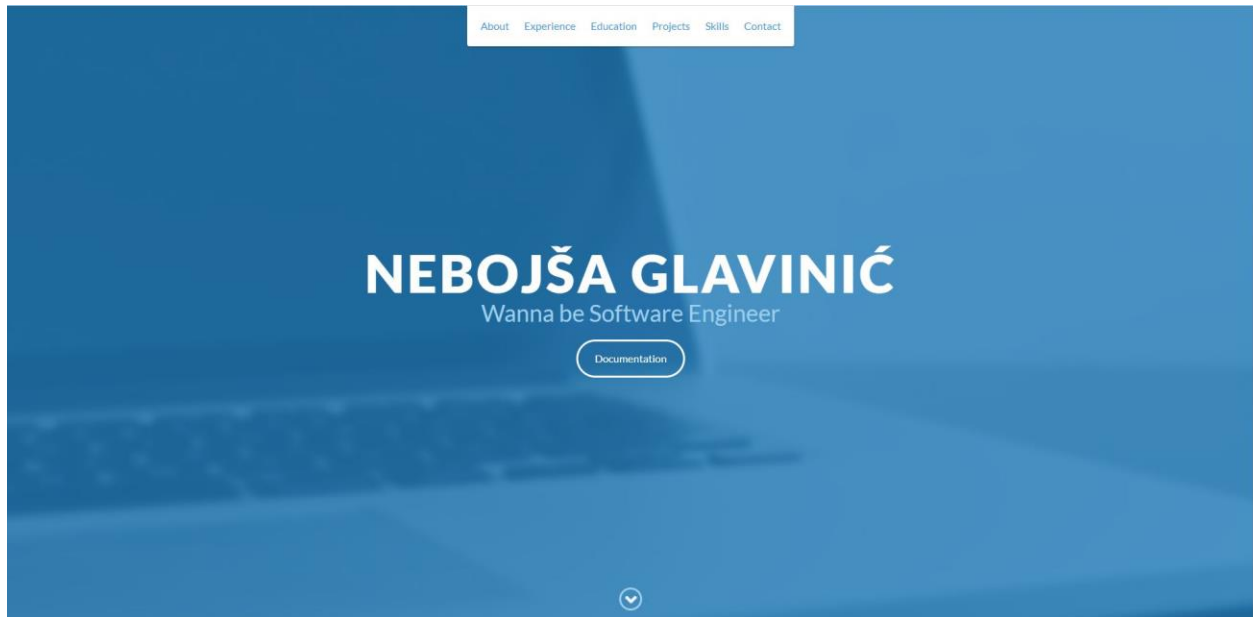 About Experience Education Projects Skills Contact
NEBOJŠA GLAVINIĆ
Wanna be Software Engineer
Documentation